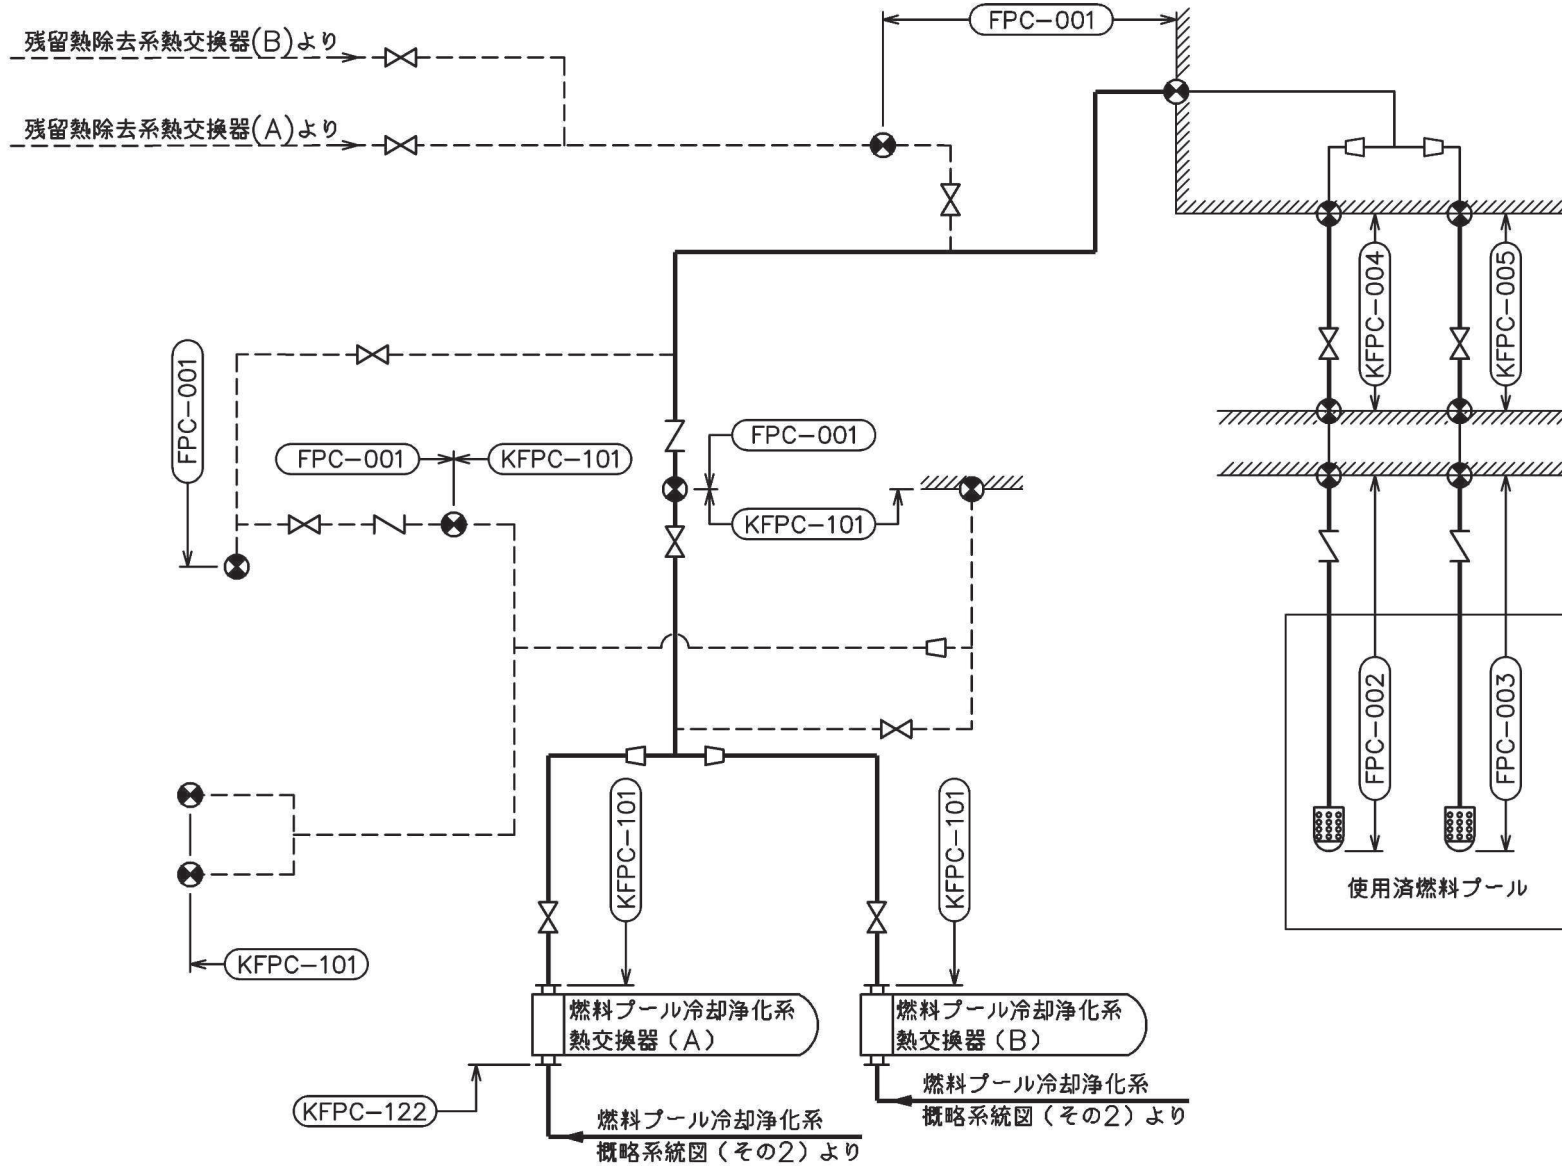 残留熱除去系熱交換器(B)より
残留熱除去系熱交換器(A)より
FPC-001
KFPC-004
KFPC-005
FPC-001
FPC-001
KFPC-101
FPC-001
KFPC-101
FPC-002
FPC-003
使用済燃料プール
KFPC-101
KFPC-101
KFPC-101
燃料プール冷却浄化系
熱交換器(A)
燃料プール冷却浄化系
熱交換器(B)
KFPC-122
燃料プール冷却浄化系
概略系統図(その2)より
燃料プール冷却浄化系
概略系統図(その2)より